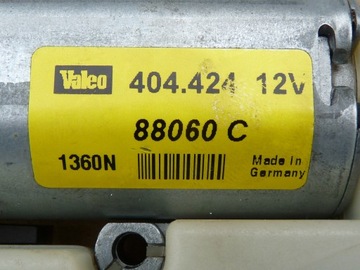 Valeo 404.424 12V
88060 C
1360N Made in
Germany